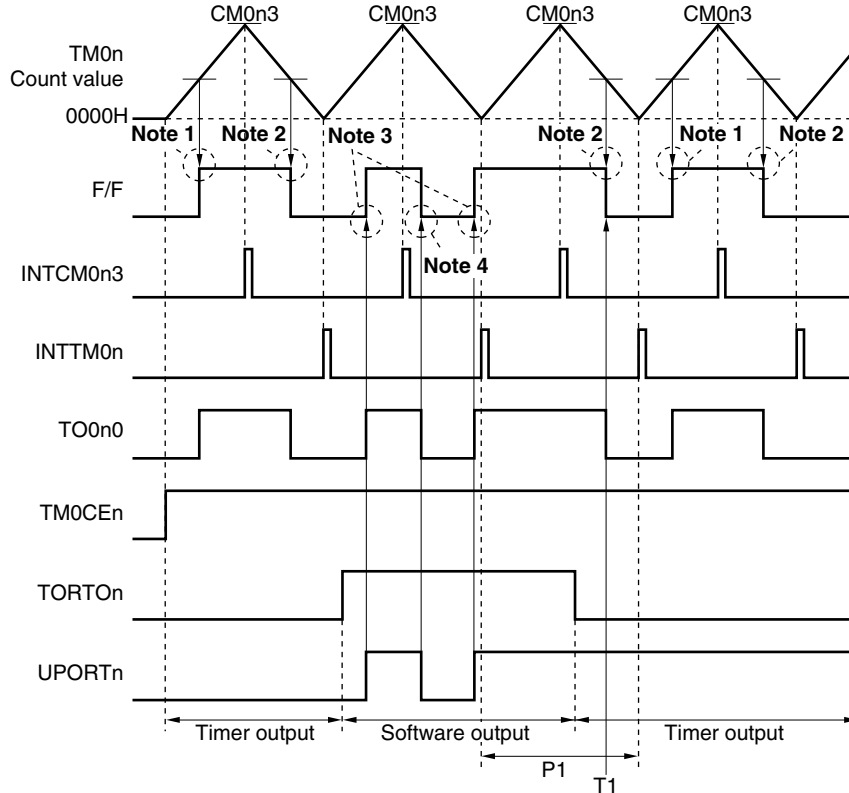 CM0n3 CM0n3 CM0n3 CM0n3
TM0n
Count value
0000H
Note 1 Note 2 Note 3 Note 2 Note 1 Note 2
F/F
Note 4
INTCM0n3
INTTM0n
TO0n0
TM0CEn
TORTOn
UPORTn
Timer output Software output Timer output
P1
T1